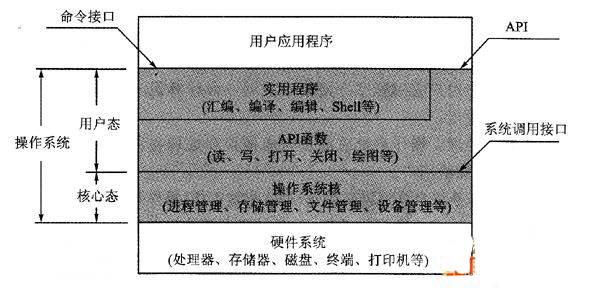 命令接口
API
用户应用程序
实用程序
(汇编、编译、编辑、Shell等)
用户态
系统调用接口
操作系统
API函数
(读、写、打开、关闭、绘图等)
核心态
操作系统核
(进程管理、存储管理、文件管理、设备管理等)
硬件系统
(处理器、存储器、磁盘、终端、打印机等)